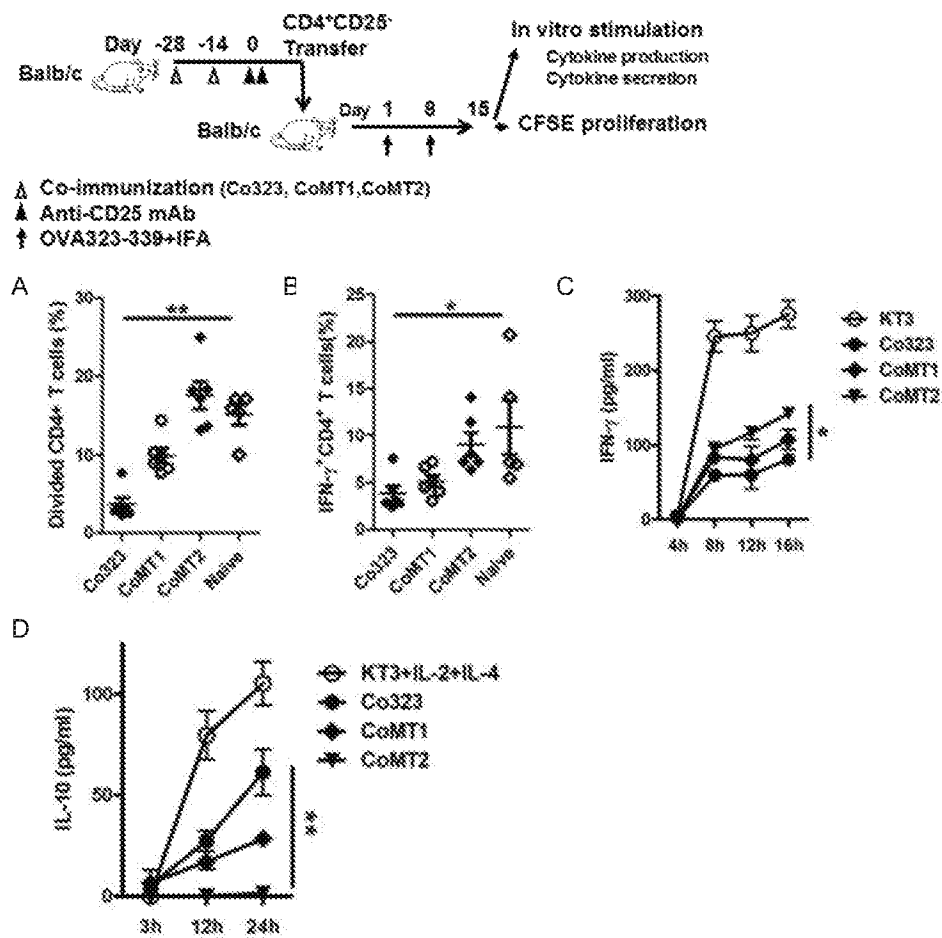 CD4⁺CD25⁻
Transfer
Day -28 -14 0
Balb/c
In vitro stimulation
Cytokine production
Cytokine secretion
Day 1 8 15
Balb/c
CFSE proliferation
Co-immunization (Co323, CoMT1,CoMT2)
Anti-CD25 mAb
OVA323-339+IFA
A
Divided CD4+ T cells (%)
30
20
10
0
**
Co323
CoMT1
CoMT2
Naive
B
IFN-γ⁺ CD4⁺ T cells(%)
25
20
15
10
5
0
*
Co323
CoMT1
CoMT2
Naive
C
IFN-γ (pg/ml)
300
200
100
0
4h 8h 12h 16h
*
KT3
Co323
CoMT1
CoMT2
D
IL-10 (pg/ml)
100
50
0
3h 12h 24h
**
KT3+IL-2+IL-4
Co323
CoMT1
CoMT2